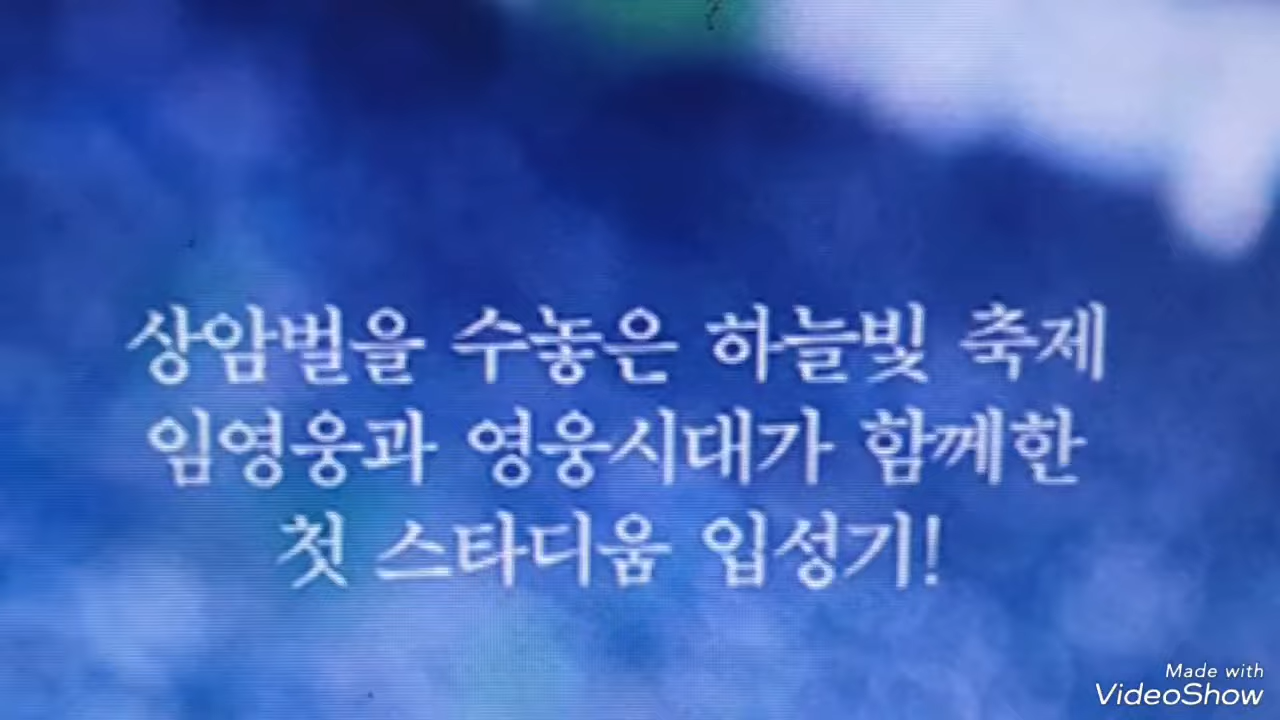 상암벌을 수놓은 하늘빛 축제
임영웅과 영웅시대가 함께한
첫 스타디움 입성기!
Made with
VideoShow